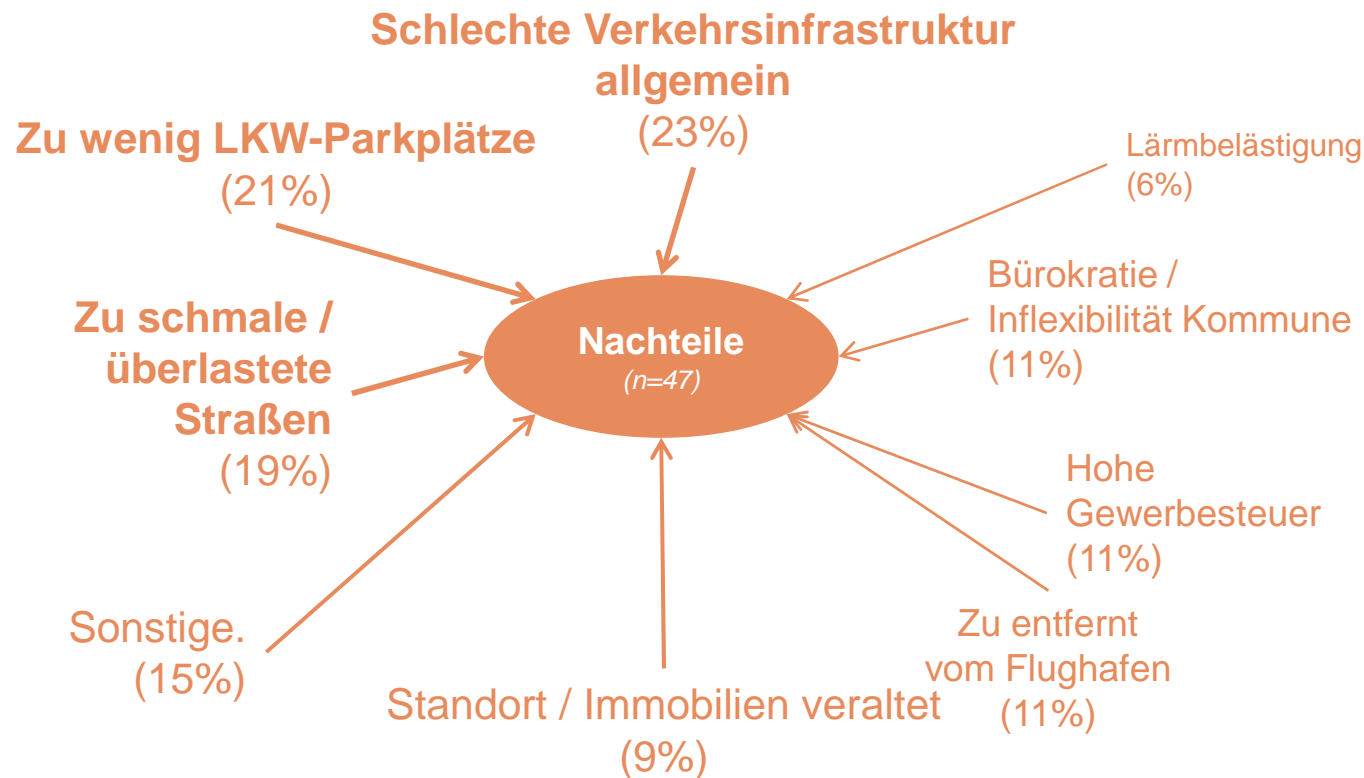 Schlechte Verkehrsinfrastruktur
allgemein
(23%)
Zu wenig LKW-Parkplätze
(21%)
Lärmbelästigung
(6%)
Bürokratie /
Inflexibilität Kommune
(11%)
Zu schmale /
überlastete
Straßen
(19%)
Nachteile
(n=47)
Hohe
Gewerbesteuer
(11%)
Zu entfernt
vom Flughafen
(11%)
Sonstige.
(15%)
Standort / Immobilien veraltet
(9%)